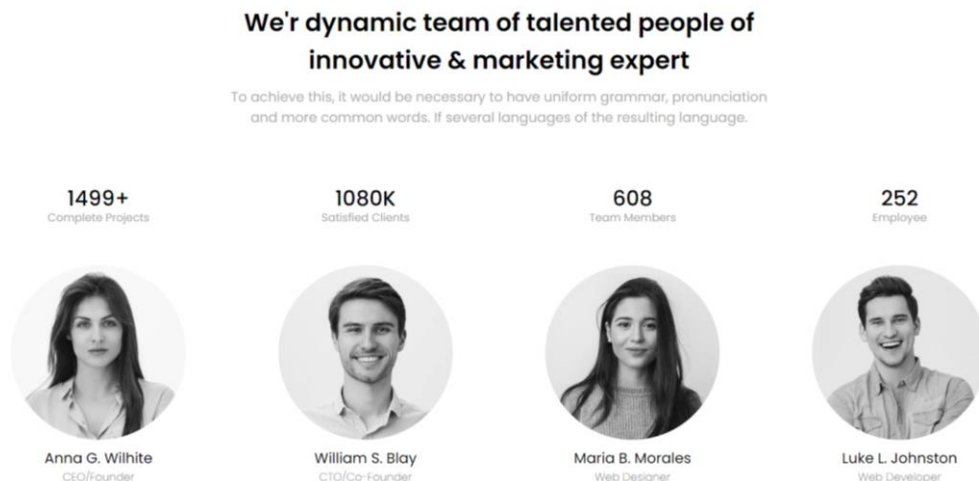 We'r dynamic team of talented people of
innovative & marketing expert
To achieve this, it would be necessary to have uniform grammar, pronunciation
and more common words. If several languages of the resulting language.
1499+
Complete Projects
1080K
Satisfied Clients
608
Team Members
252
Employee
Anna G. Wilhite
CEO/Founder
William S. Blay
CTO/Co-Founder
Maria B. Morales
Web Designer
Luke L. Johnston
Web Developer